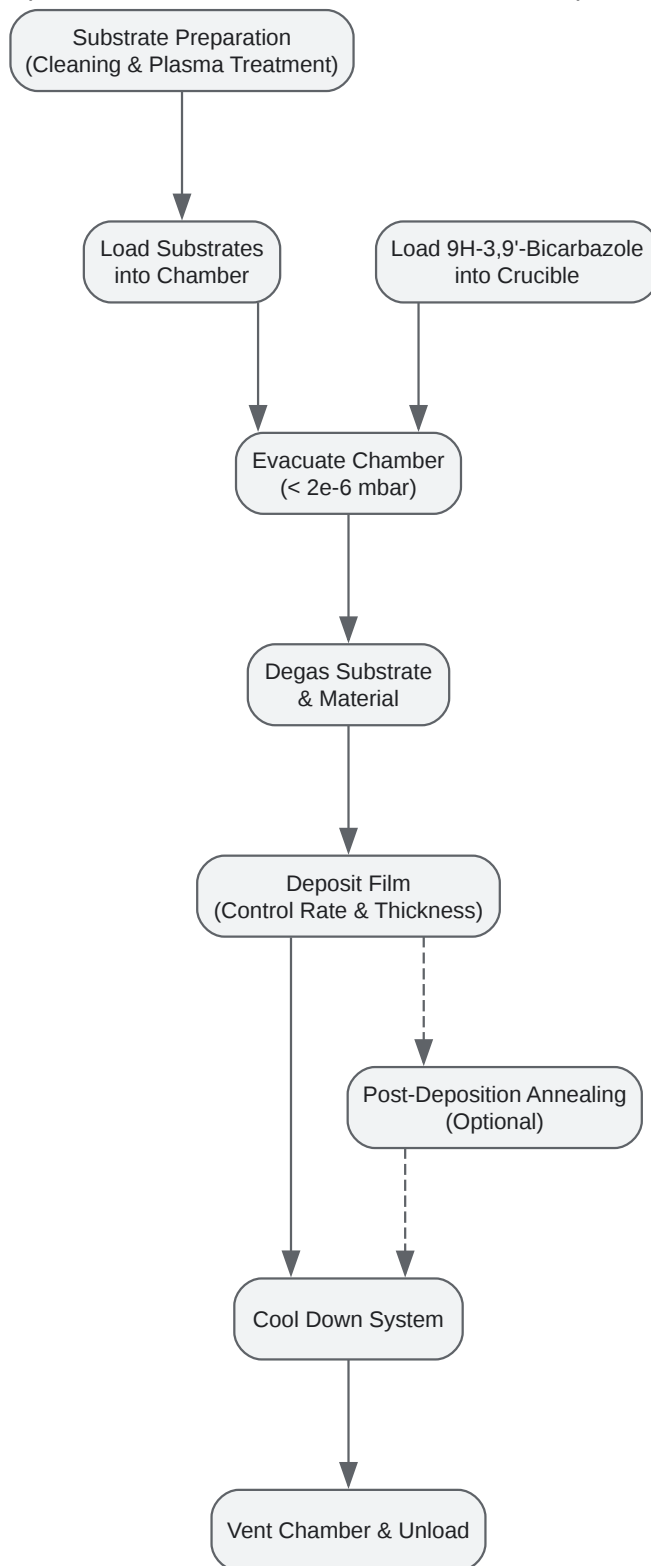 Substrate Preparation
(Cleaning & Plasma Treatment)
Load Substrates
into Chamber
Load 9H-3,9'-Bicarbazole
into Crucible
Evacuate Chamber
(< 2e-6 mbar)
Degas Substrate
& Material
Deposit Film
(Control Rate & Thickness)
Post-Deposition Annealing
(Optional)
Cool Down System
Vent Chamber & Unload